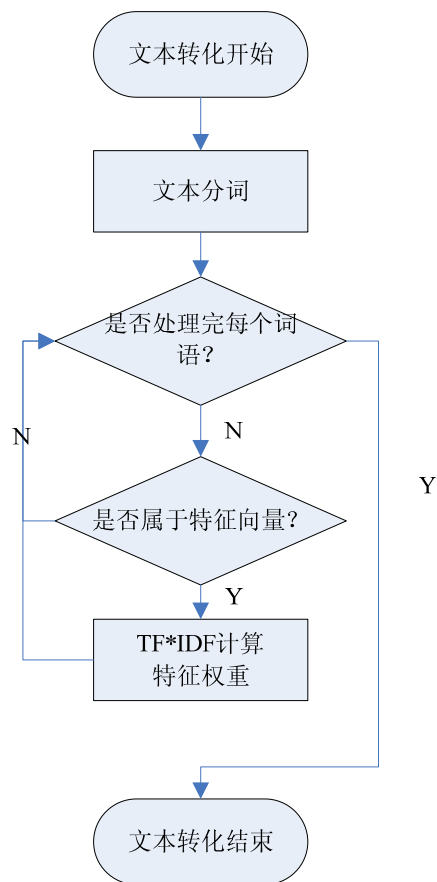 文本转化开始
文本分词
是否处理完每个词
语?
N
N
Y
是否属于特征向量?
Y
TF*IDF计算
特征权重
文本转化结束